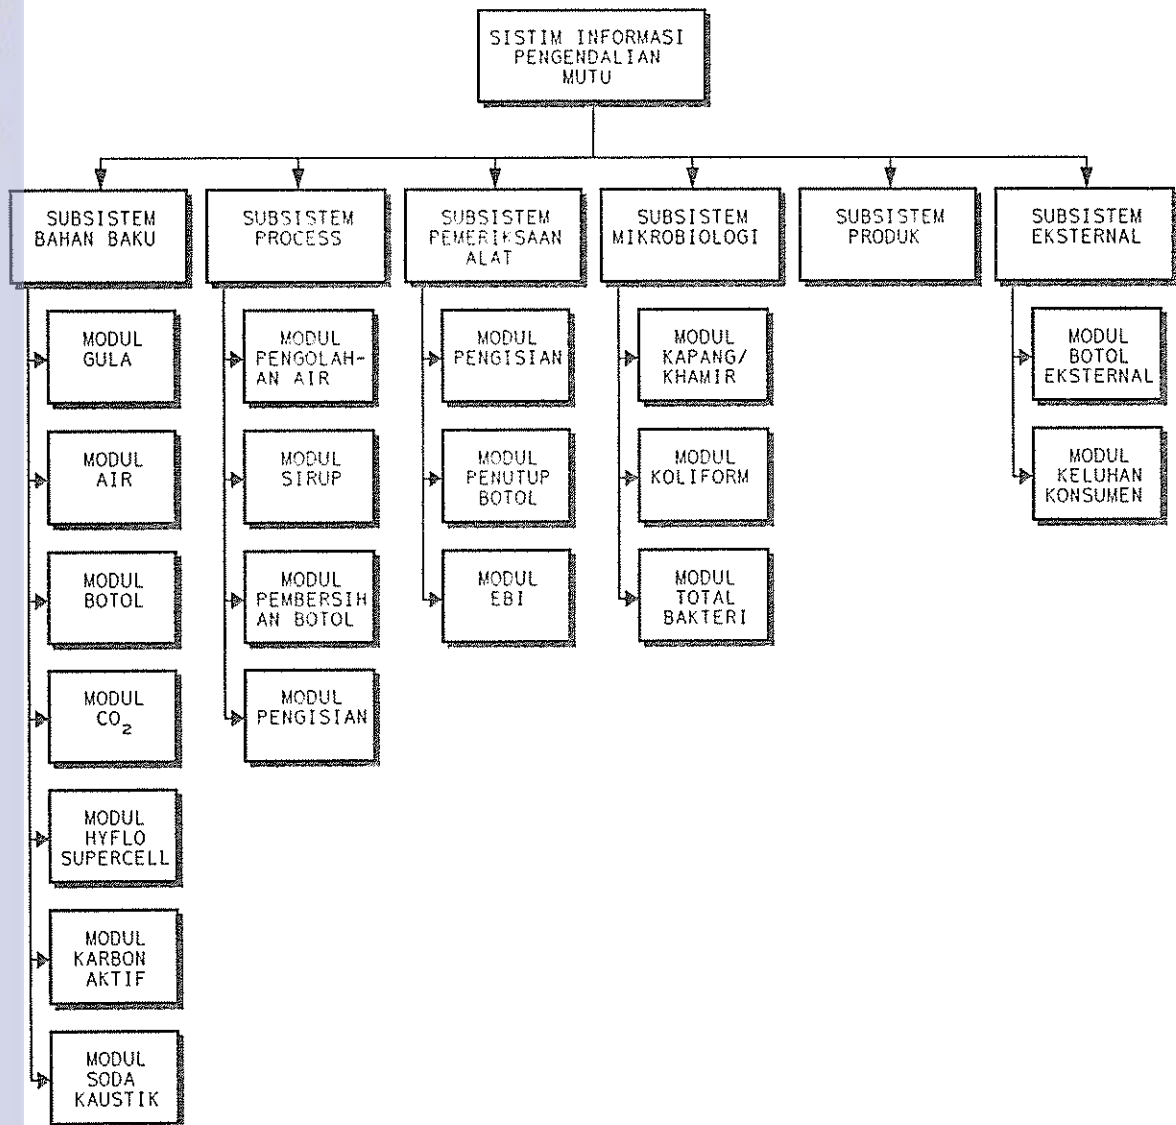 SISTIM INFORMASI
PENGENDALIAN
MUTU
SUBSISTEM
BAHAN BAKU
SUBSISTEM
PROCESS
SUBSISTEM
PEMERIKSAAN
ALAT
SUBSISTEM
MIKROBIOLOGI
SUBSISTEM
PRODUK
SUBSISTEM
EKSTERNAL
MODUL
GULA
MODUL
AIR
MODUL
BOTOL
MODUL
CO₂
MODUL
HYFLO
SUPERCELL
MODUL
KARBON
AKTIF
MODUL
SODA
KAUSTIK
MODUL
PENGOLAH-
AN AIR
MODUL
SIRUP
MODUL
PEMBERSIH
AN BOTOL
MODUL
PENGISIAN
MODUL
PENGISIAN
MODUL
PENUTUP
BOTOL
MODUL
EBI
MODUL
KAPANG/
KHAMIR
MODUL
KOLIFORM
MODUL
TOTAL
BAKTERI
MODUL
BOTOL
EKSTERNAL
MODUL
KELUHAN
KONSUMEN